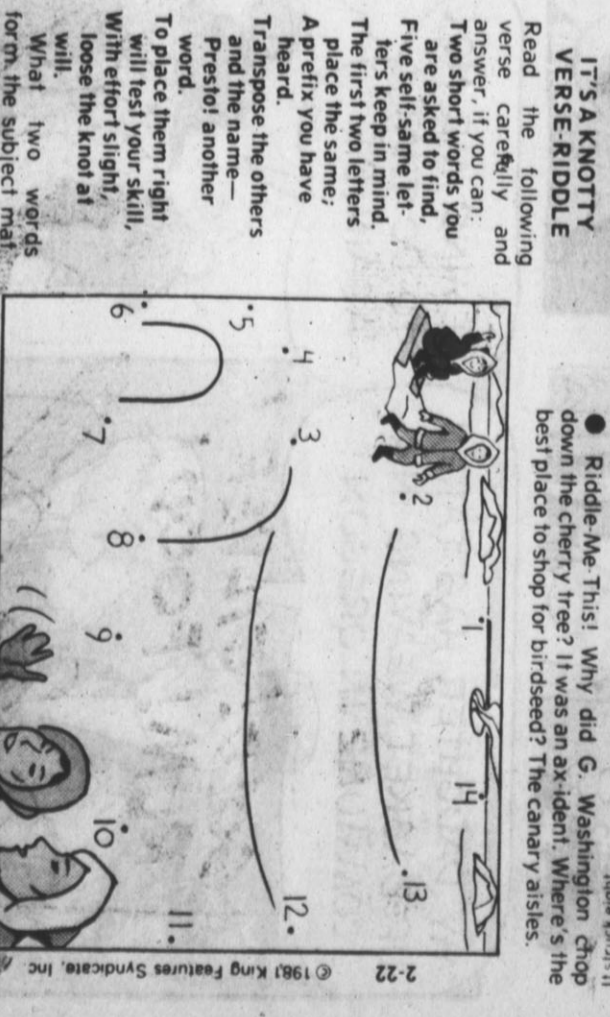 IT'S A KNOTTY
VERSE-RIDDLE
Read the following
verse carefully and
answer, if you can:
Two short words you
are asked to find,
Five self-same let-
ters keep in mind.
The first two letters
place the same;
A prefix you have
heard.
Transpose the others
and the name—
Presto! another
word.
To place them right
will test your skill,
With effort slight,
loose the knot at
will.
What two words
form the subject mat
● Riddle-Me-This! Why did G. Washington chop
down the cherry tree? It was an ax-ident. Where's the
best place to shop for birdseed? The canary aisles.
1
2
3
4
5
6
7
8
9
10
11
12
13
14
2-22
© 1981 King Features Syndicate, Inc.